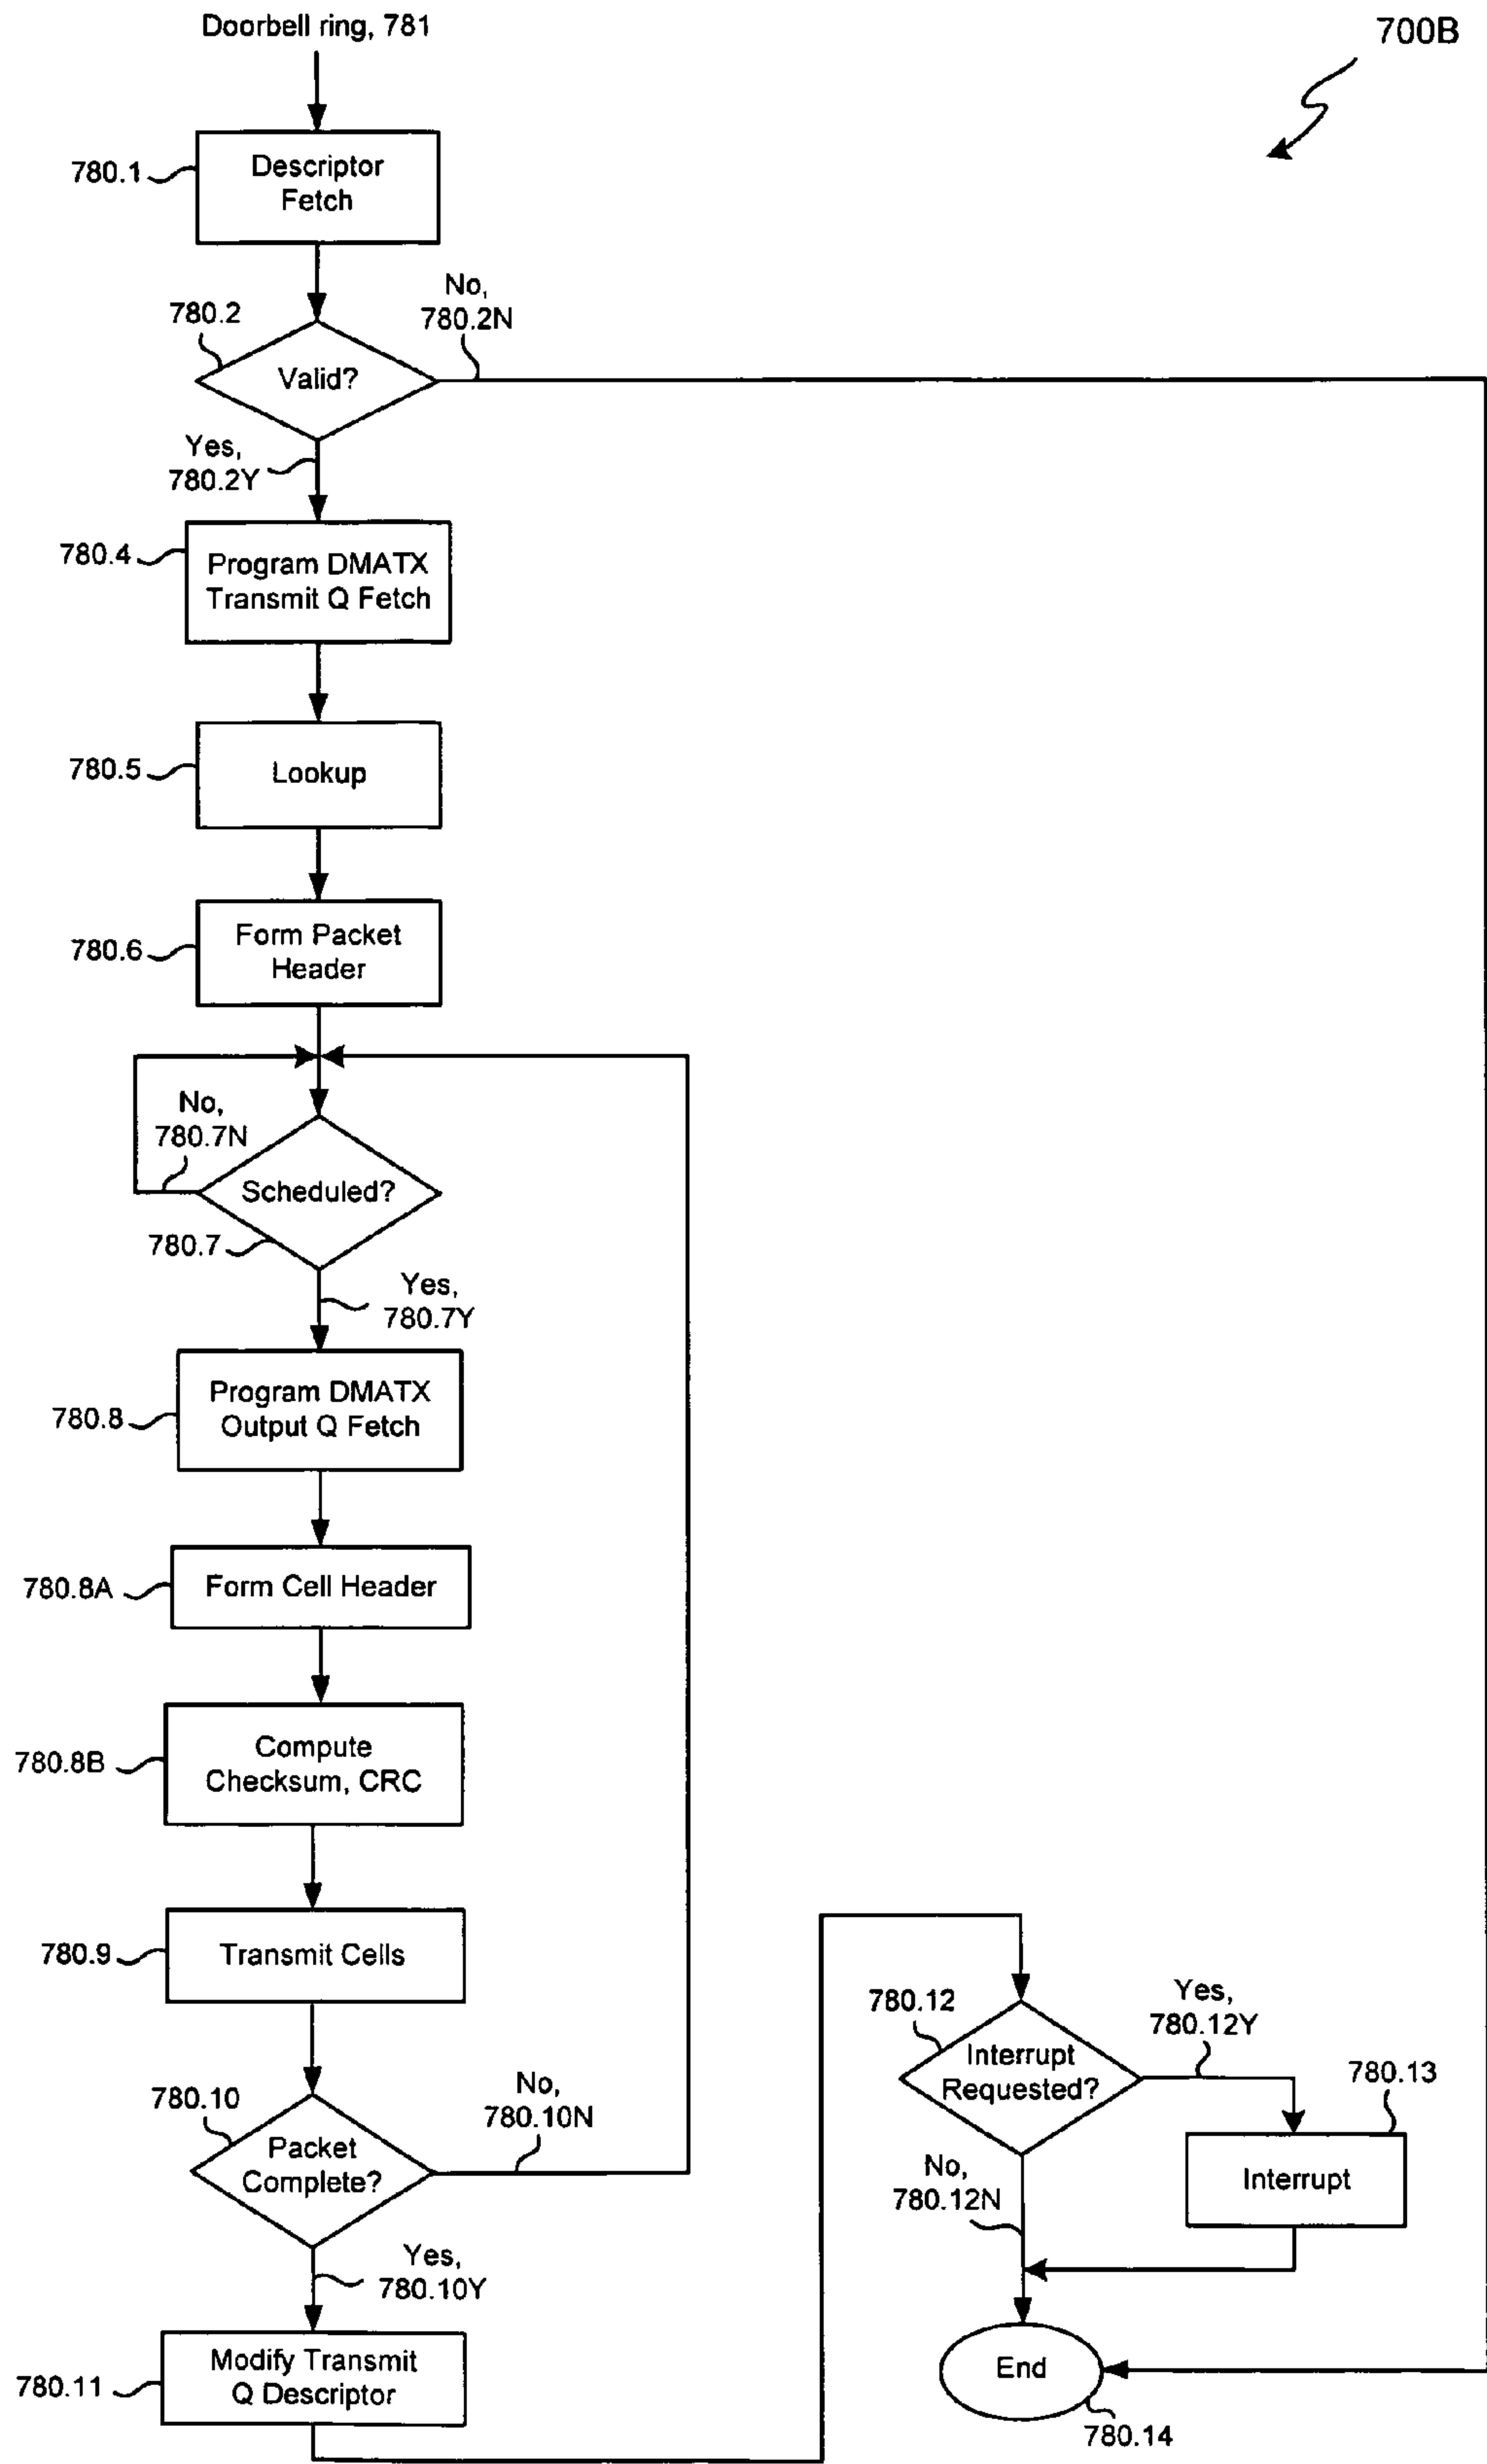 Doorbell ring, 781
700B
780.1
Descriptor
Fetch
780.2
No,
780.2N
Valid?
Yes,
780.2Y
780.4
Program DMATX
Transmit Q Fetch
780.5
Lookup
780.6
Form Packet
Header
No,
780.7N
Scheduled?
780.7
Yes,
780.7Y
780.8
Program DMATX
Output Q Fetch
780.8A
Form Cell Header
780.8B
Compute
Checksum, CRC
780.9
Transmit Cells
780.10
Packet
Complete?
No,
780.10N
Yes,
780.10Y
780.11
Modify Transmit
Q Descriptor
780.12
Interrupt
Requested?
Yes,
780.12Y
780.13
Interrupt
No,
780.12N
End
780.14